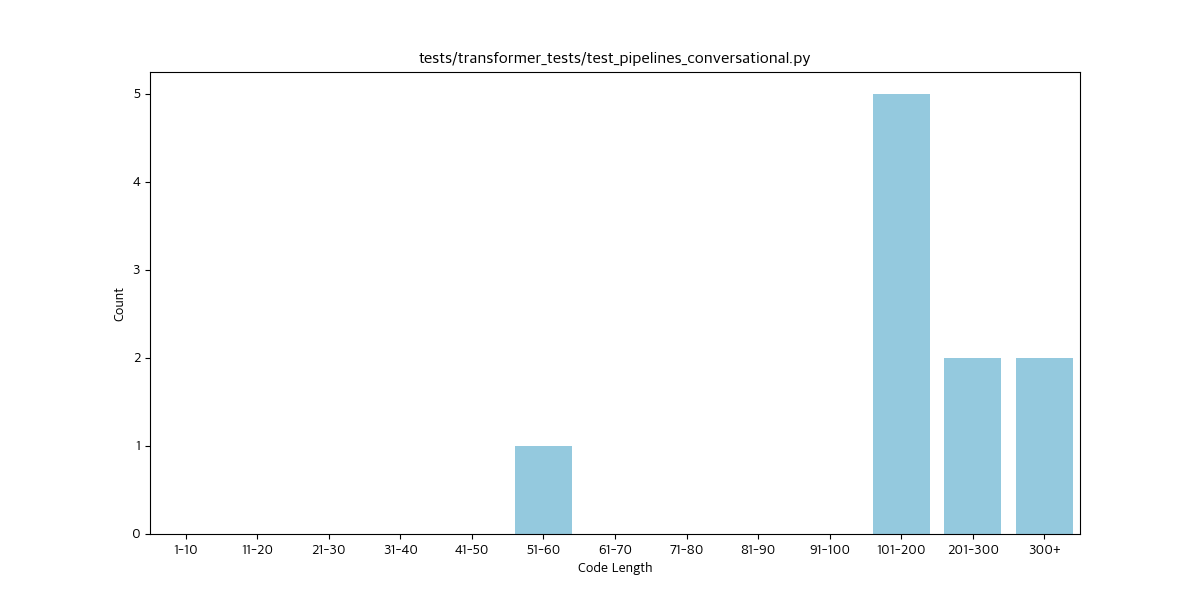 tests/transformer_tests/test_pipelines_conversational.py
5
4
3
2
1
0
Count
1-10 11-20 21-30 31-40 41-50 51-60 61-70 71-80 81-90 91-100 101-200 201-300 300+
Code Length